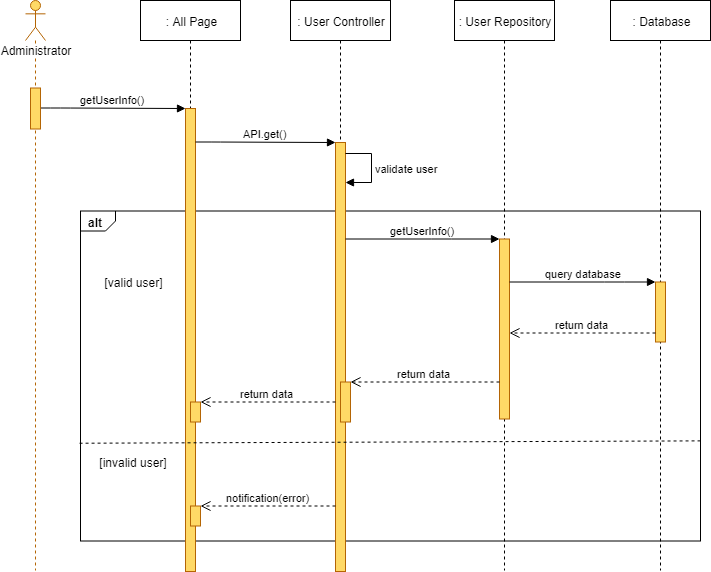 : All Page
: User Controller
: User Repository
: Database
Administrator
getUserInfo()
API.get()
validate user
alt
getUserInfo()
query database
[valid user]
return data
return data
return data
[invalid user]
notification(error)